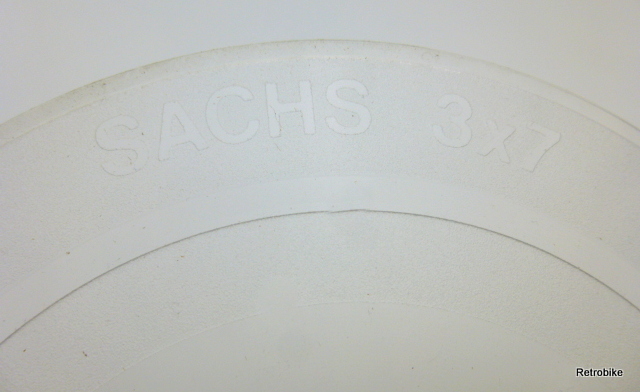 SACHS 3x7
Retrobike